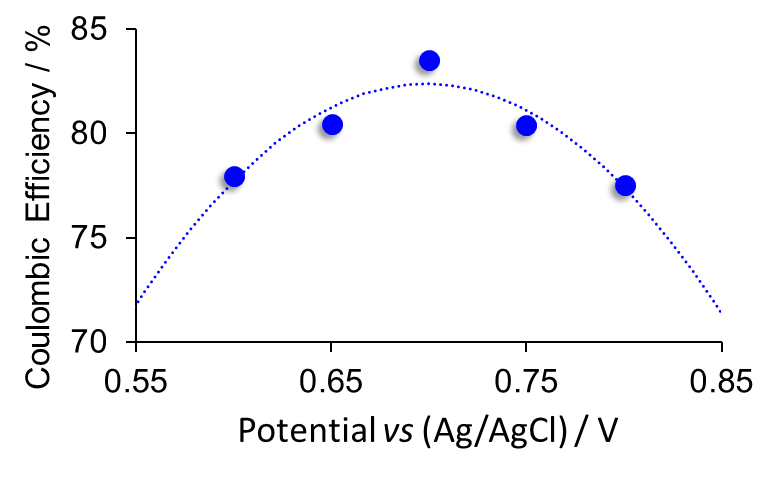 Coulombic Efficiency / %
85
80
75
70
0.55 0.65 0.75 0.85
Potential vs (Ag/AgCl) / V